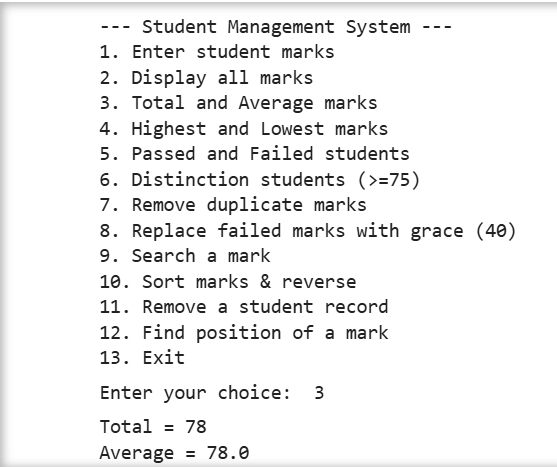 --- Student Management System ---
1. Enter student marks
2. Display all marks
3. Total and Average marks
4. Highest and Lowest marks
5. Passed and Failed students
6. Distinction students (>=75)
7. Remove duplicate marks
8. Replace failed marks with grace (40)
9. Search a mark
10. Sort marks & reverse
11. Remove a student record
12. Find position of a mark
13. Exit
Enter your choice:  3
Total = 78
Average = 78.0